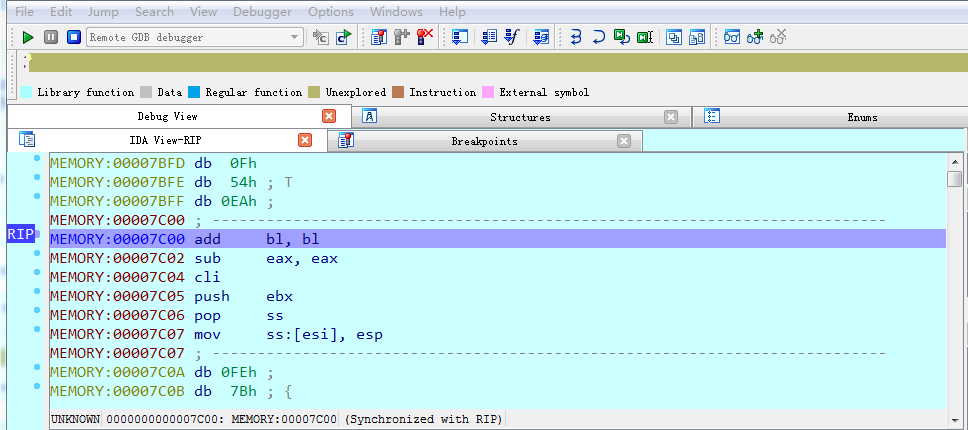 File Edit Jump Search View Debugger Options Windows Help
Remote GDB debugger
Library function Data Regular function Unexplored Instruction External symbol
Debug View Structures Enums
IDA View-RIP Breakpoints
MEMORY:00007BFD db 0Fh
MEMORY:00007BFE db 54h ; T
MEMORY:00007BFF db 0EAh ;
MEMORY:00007C00 ; ---------------------------------------------------------------------------
RIP MEMORY:00007C00 add bl, bl
MEMORY:00007C02 sub eax, eax
MEMORY:00007C04 cli
MEMORY:00007C05 push ebx
MEMORY:00007C06 pop ss
MEMORY:00007C07 mov ss:[esi], esp
MEMORY:00007C07 ; ---------------------------------------------------------------------------
MEMORY:00007C0A db 0FEh ;
MEMORY:00007C0B db 7Bh ; {
UNKNOWN 0000000000007C00: MEMORY:00007C00 (Synchronized with RIP)